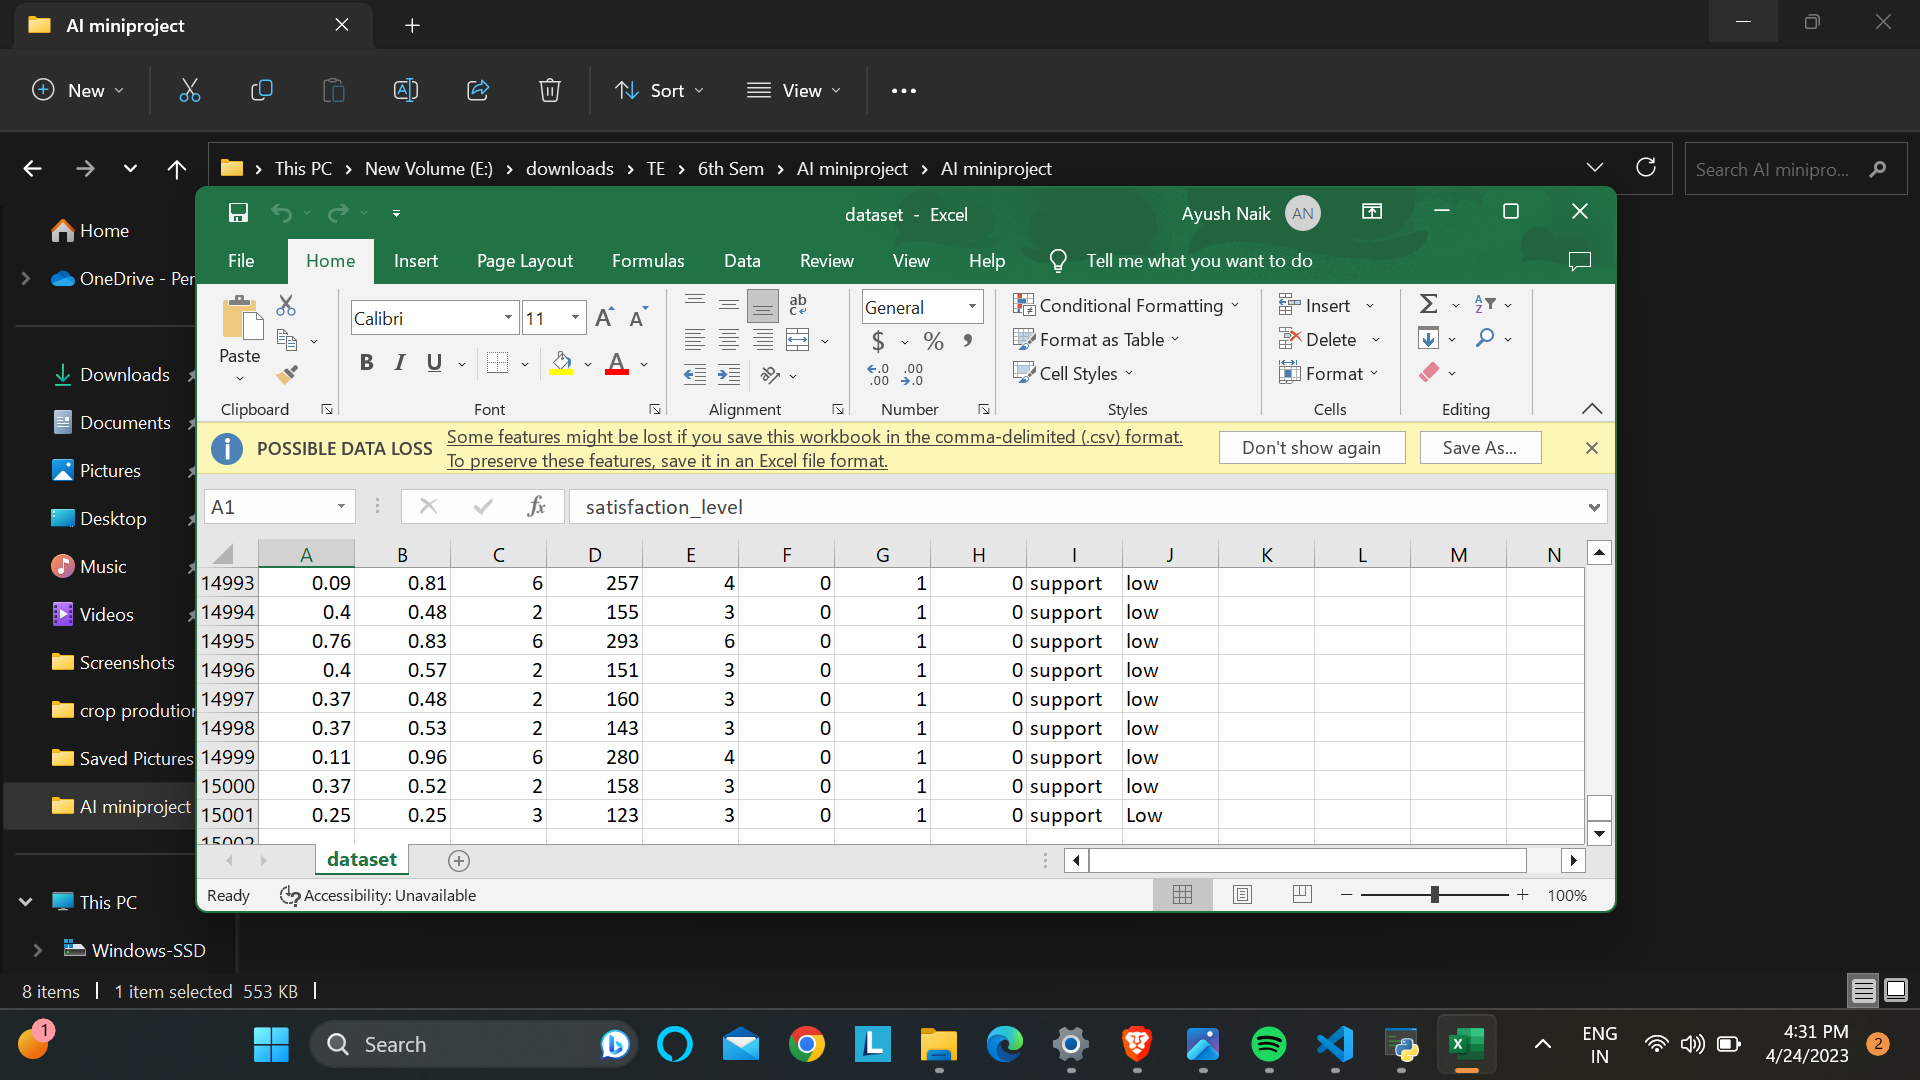 AI miniproject
New
Sort
View
This PC > New Volume (E:) > downloads > TE > 6th Sem > AI miniproject > AI miniproject
Search AI minipro...
Home
OneDrive - Per
Downloads
Documents
Pictures
Desktop
Music
Videos
Screenshots
crop prodution
Saved Pictures
AI miniproject
This PC
Windows-SSD
8 items | 1 item selected 553 KB |
dataset - Excel
Ayush Naik AN
File Home Insert Page Layout Formulas Data Review View Help Tell me what you want to do
Paste
Clipboard
Calibri 11
B I U
Font
ab
Alignment
General
$ % ,
Number
Conditional Formatting
Format as Table
Cell Styles
Styles
Insert
Delete
Format
Cells
Editing
POSSIBLE DATA LOSS
Some features might be lost if you save this workbook in the comma-delimited (.csv) format.
To preserve these features, save it in an Excel file format.
Don't show again
Save As...
A1 fx satisfaction_level
A B C D E F G H I J K L M N
14993 0.09 0.81 6 257 4 0 1 0 support low
14994 0.4 0.48 2 155 3 0 1 0 support low
14995 0.76 0.83 6 293 6 0 1 0 support low
14996 0.4 0.57 2 151 3 0 1 0 support low
14997 0.37 0.48 2 160 3 0 1 0 support low
14998 0.37 0.53 2 143 3 0 1 0 support low
14999 0.11 0.96 6 280 4 0 1 0 support low
15000 0.37 0.52 2 158 3 0 1 0 support low
15001 0.25 0.25 3 123 3 0 1 0 support Low
15002
dataset
Ready
Accessibility: Unavailable
100%
1
Search
L
ENG
IN
4:31 PM
4/24/2023
2